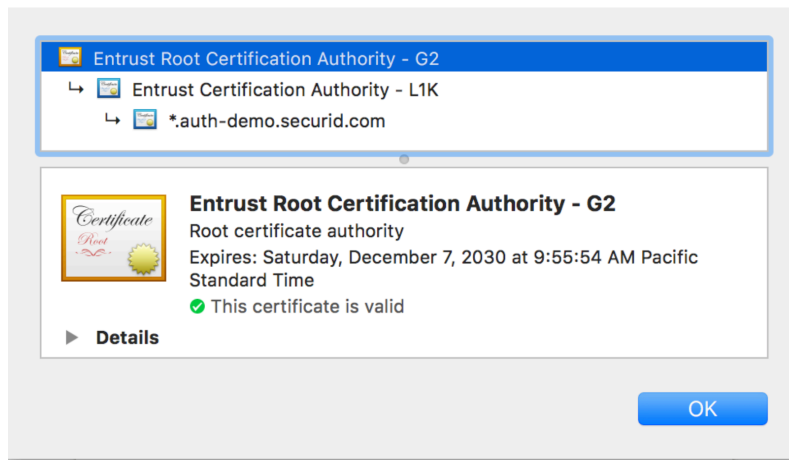 Entrust Root Certification Authority - G2
Entrust Certification Authority - L1K
*.auth-demo.securid.com
Certificate
Root
Entrust Root Certification Authority - G2
Root certificate authority
Expires: Saturday, December 7, 2030 at 9:55:54 AM Pacific
Standard Time
This certificate is valid
Details
OK